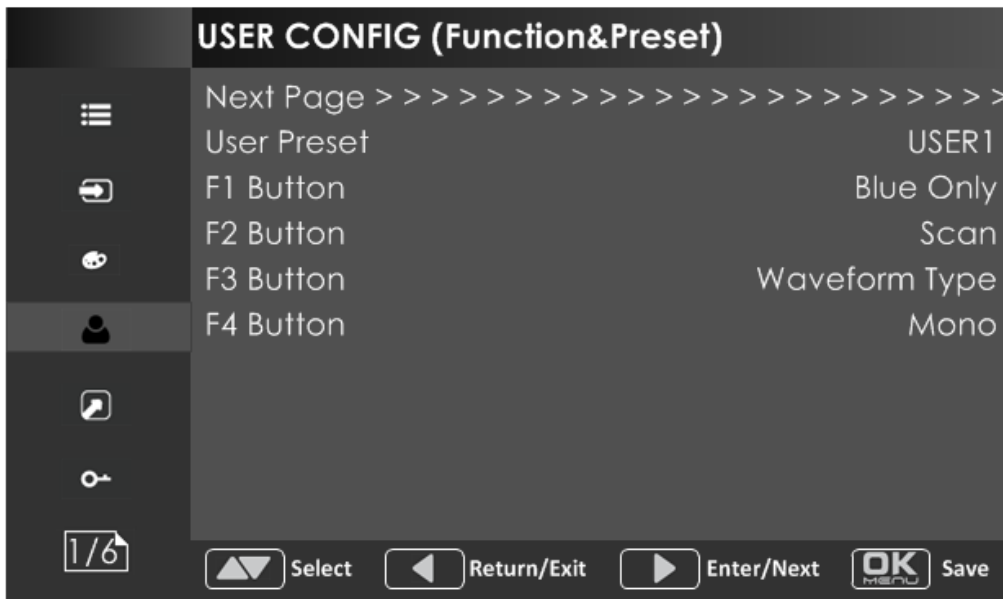 USER CONFIG (Function&Preset)
Next Page > > > > > > > > > > > > > > > > > > > > > > >
User Preset USER1
F1 Button Blue Only
F2 Button Scan
F3 Button Waveform Type
F4 Button Mono
1/6
Select Return/Exit Enter/Next OK MENU Save